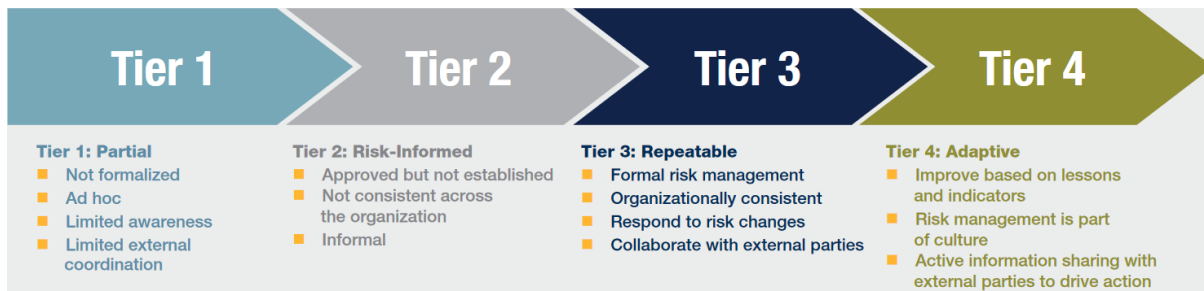 Tier 1
Tier 2
Tier 3
Tier 4
Tier 1: Partial
Not formalized
Ad hoc
Limited awareness
Limited external
coordination
Tier 2: Risk-Informed
Approved but not established
Not consistent across
the organization
Informal
Tier 3: Repeatable
Formal risk management
Organizationally consistent
Respond to risk changes
Collaborate with external parties
Tier 4: Adaptive
Improve based on lessons
and indicators
Risk management is part
of culture
Active information sharing with
external parties to drive action